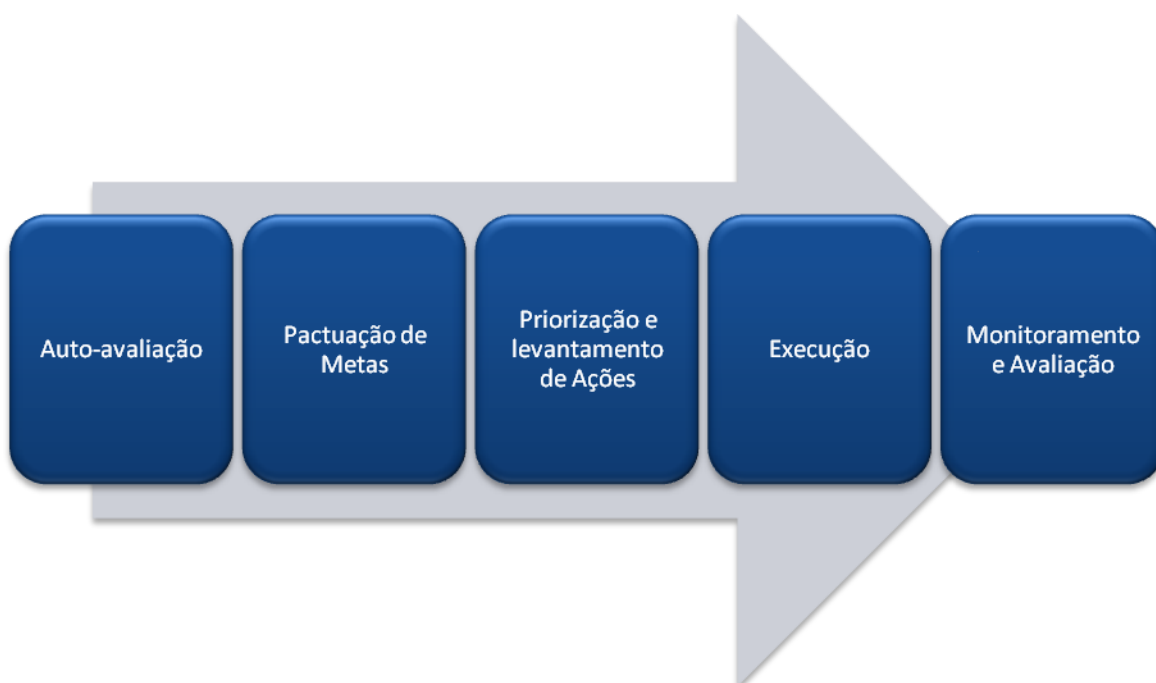 Auto-avaliação
Pactuação de
Metas
Priorização e
levantamento
de Ações
Execução
Monitoramento
e Avaliação